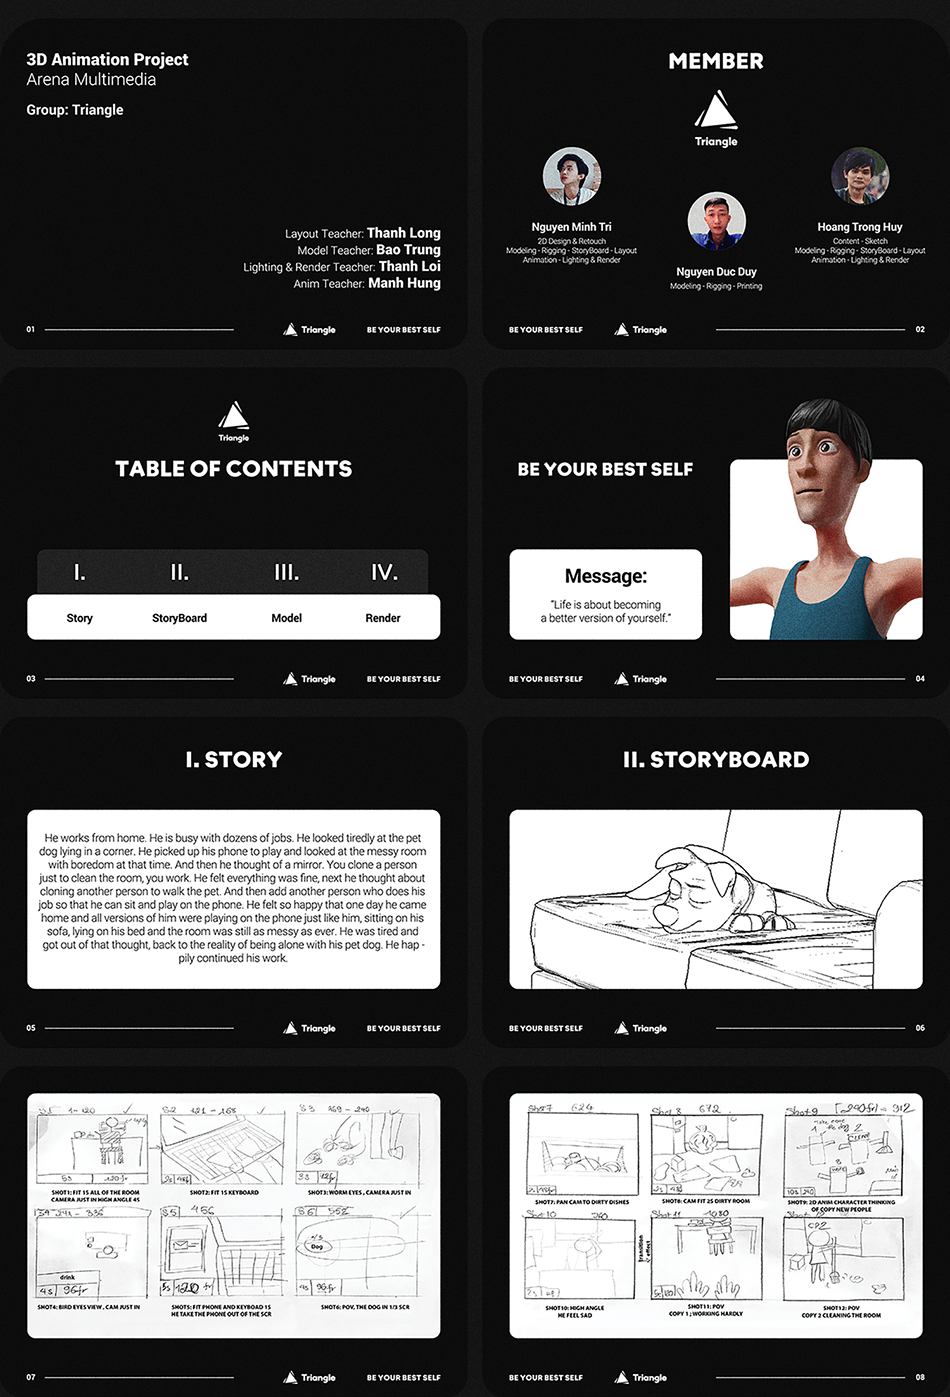 3D Animation Project
Arena Multimedia
Group: Triangle
Layout Teacher: Thanh Long
Model Teacher: Bao Trung
Lighting & Render Teacher: Thanh Loi
Anim Teacher: Manh Hung
01
Triangle
BE YOUR BEST SELF
MEMBER
Triangle
Nguyen Minh Tri
2D Design & Retouch
Modeling - Rigging - StoryBoard - Layout
Animation - Lighting & Render
Nguyen Duc Duy
Modeling - Rigging - Printing
Hoang Trong Huy
Content - Sketch
Modeling - Rigging - StoryBoard - Layout
Animation - Lighting & Render
BE YOUR BEST SELF
Triangle
02
Triangle
TABLE OF CONTENTS
I. II. III. IV.
Story StoryBoard Model Render
03
Triangle
BE YOUR BEST SELF
BE YOUR BEST SELF
Message:
"Life is about becoming
a better version of yourself."
BE YOUR BEST SELF
Triangle
04
I. STORY
He works from home. He is busy with dozens of jobs. He looked tiredly at the pet
dog lying in a corner. He picked up his phone to play and looked at the messy room
with boredom at that time. And then he thought of a mirror. You clone a person
just to clean the room, you work. He felt everything was fine, next he thought about
cloning another person to walk the pet. And then add another person who does his
job so that he can sit and play on the phone. He felt so happy that one day he came
home and all versions of him were playing on the phone just like him, sitting on his
sofa, lying on his bed and the room was still as messy as ever. He was tired and
got out of that thought, back to the reality of being alone with his pet dog. He hap -
pily continued his work.
05
Triangle
BE YOUR BEST SELF
II. STORYBOARD
BE YOUR BEST SELF
Triangle
06
S1 1 - 120
S2 121 - 168
S3 169 - 240
SHOT1: FIT 15 ALL OF THE ROOM
CAMERA JUST IN HIGH ANGLE 45
SHOT2: FIT 15 KEYBOARD
SHOT3: WORM EYES , CAMERA JUST IN
S4 241 - 336
S5 456
S6 552
drink
4s 96fr
Dog
SHOT4: BIRD EYES VIEW , CAM JUST IN
SHOT5: FIT PHONE AND KEYBOAD 15
HE TAKE THE PHONE OUT OF THE SCR
SHOT6: POV, THE DOG IN 1/3 SCR
07
Triangle
BE YOUR BEST SELF
Shot7 624
Shot 8 672
Shot 9
SHOT7: PAN CAM TO DIRTY DISHES
SHOT8: CAM FIT 25 DIRTY ROOM
SHOT9: 2D ANIM CHARACTER THINKING
OF COPY NEW PEOPLE
Shot 10
Shot 11
transition
effect
CP2
SHOT10: HIGH ANGLE
HE FEEL SAD
SHOT11: POV
COPY 1 ; WORKING HARDLY
SHOT12: POV
COPY 2 CLEANING THE ROOM
BE YOUR BEST SELF
Triangle
08